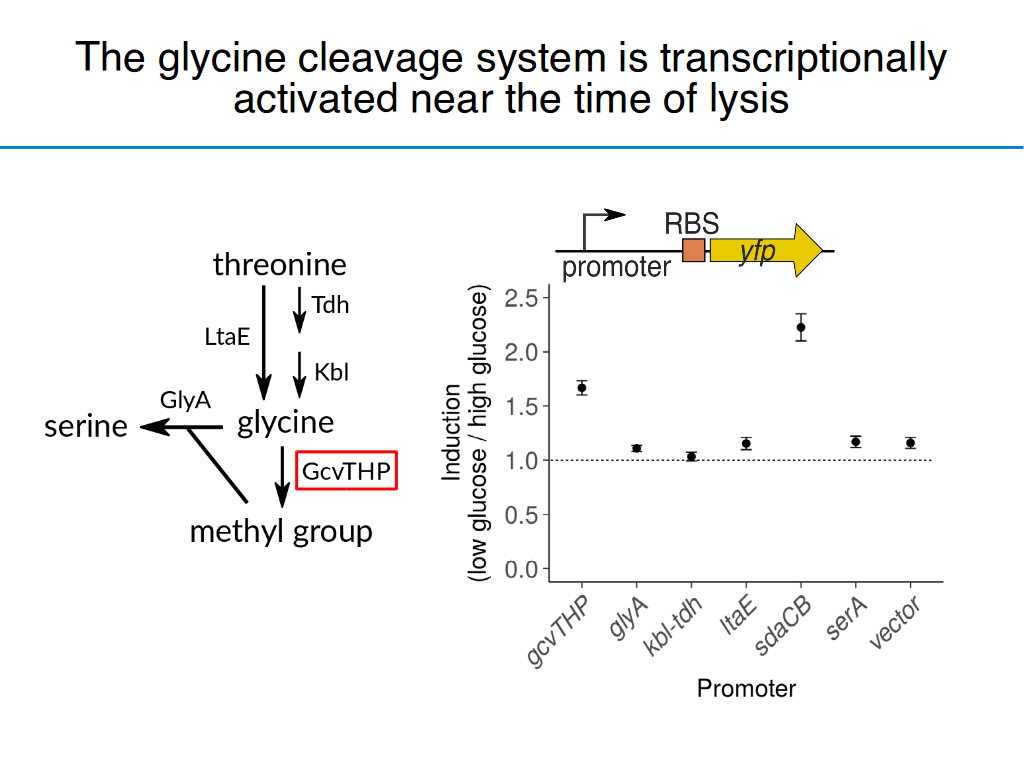 The glycine cleavage system is transcriptionally
activated near the time of lysis
threonine
Tdh
LtaE
Kbl
GlyA
serine
glycine
GcvTHP
methyl group
RBS
promoter
yfp
Induction
(low glucose / high glucose)
2.5
2.0
1.5
1.0
0.5
0.0
gcvTHP
glyA
kbl-tdh
ltaE
sdaCB
serA
vector
Promoter